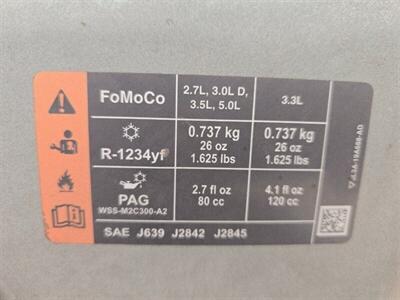 FoMoCo
2.7L, 3.0L D,
3.5L, 5.0L
3.3L
R-1234yf
0.737 kg
26 oz
1.625 lbs
0.737 kg
26 oz
1.625 lbs
PAG
WSS-M2C300-A2
2.7 fl oz
80 cc
4.1 fl oz
120 cc
SAE J639 J2842 J2845